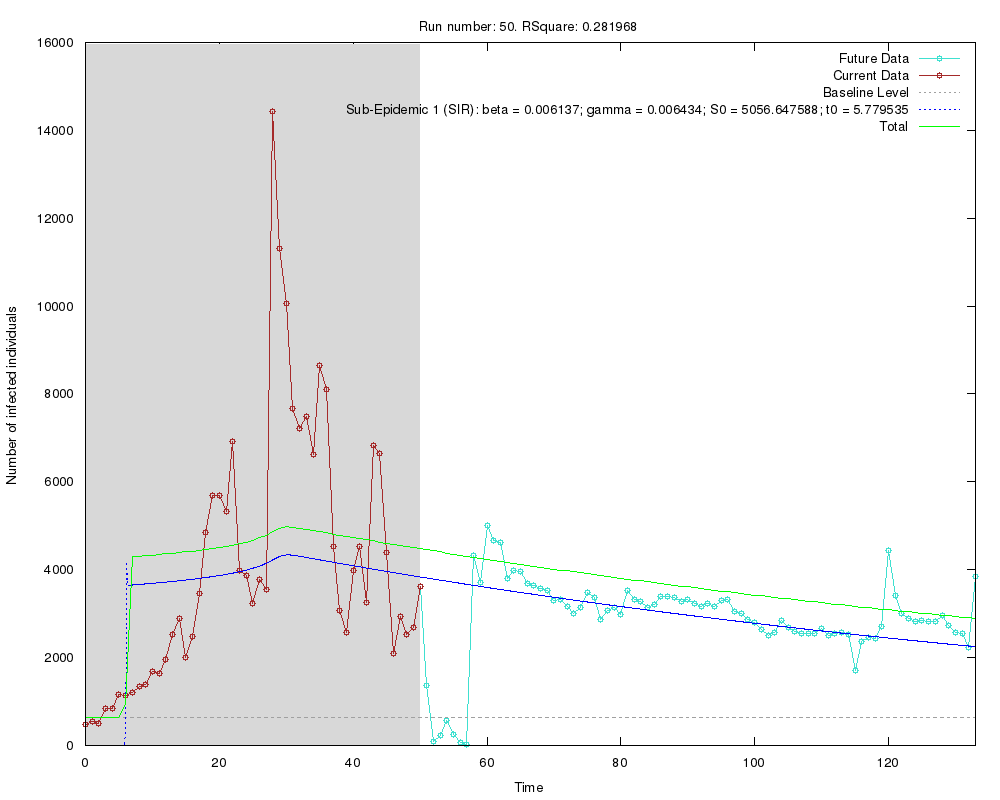 Run number: 50. RSquare: 0.281968
Future Data
Current Data
Baseline Level
Sub-Epidemic 1 (SIR): beta = 0.006137; gamma = 0.006434; S0 = 5056.647588; t0 = 5.779535
Total
16000
14000
12000
10000
8000
6000
4000
2000
0
Number of infected individuals
0 20 40 60 80 100 120
Time